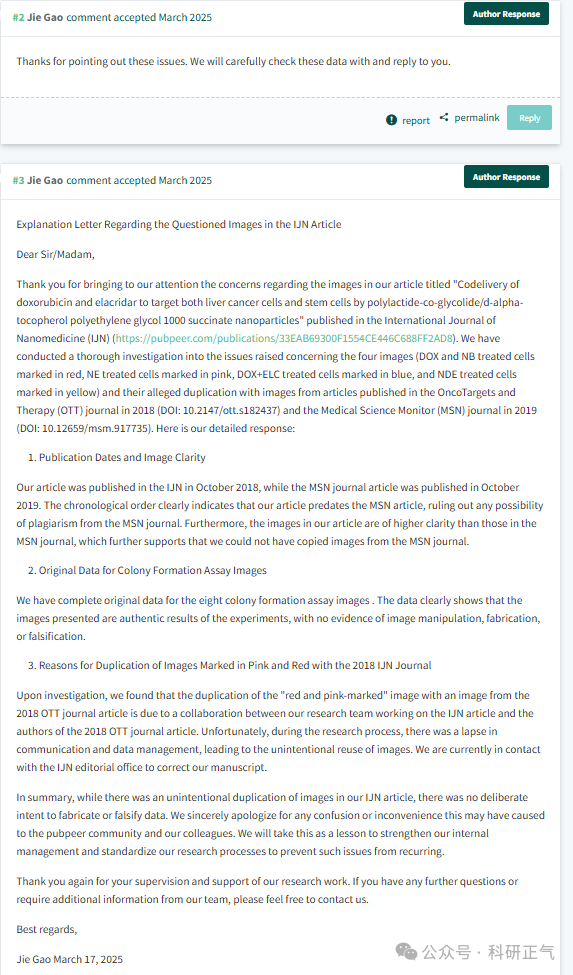 #2 Jie Gao comment accepted March 2025
Author Response
Thanks for pointing out these issues. We will carefully check these data with and reply to you.
report
permalink
Reply
#3 Jie Gao comment accepted March 2025
Author Response
Explanation Letter Regarding the Questioned Images in the IJN Article
Dear Sir/Madam,
Thank you for bringing to our attention the concerns regarding the images in our article titled "Codelivery of
doxorubicin and elacridar to target both liver cancer cells and stem cells by polylactide-co-glycolide/d-alpha-
tocopherol polyethylene glycol 1000 succinate nanoparticles" published in the International Journal of
Nanomedicine (IJN) (https://pubpeer.com/publications/33EAB69300F1554CE446C688FF2AD8). We have
conducted a thorough investigation into the issues raised concerning the four images (DOX and NB treated cells
marked in red, NE treated cells marked in pink, DOX+ELC treated cells marked in blue, and NDE treated cells
marked in yellow) and their alleged duplication with images from articles published in the OncoTargets and
Therapy (OTT) journal in 2018 (DOI: 10.2147/ott.s182437) and the Medical Science Monitor (MSN) journal in 2019
(DOI: 10.12659/msm.917735). Here is our detailed response:
1. Publication Dates and Image Clarity
Our article was published in the IJN in October 2018, while the MSN journal article was published in October
2019. The chronological order clearly indicates that our article predates the MSN article, ruling out any possibility
of plagiarism from the MSN journal. Furthermore, the images in our article are of higher clarity than those in the
MSN journal, which further supports that we could not have copied images from the MSN journal.
2. Original Data for Colony Formation Assay Images
We have complete original data for the eight colony formation assay images . The data clearly shows that the
images presented are authentic results of the experiments, with no evidence of image manipulation, fabrication,
or falsification.
3. Reasons for Duplication of Images Marked in Pink and Red with the 2018 IJN Journal
Upon investigation, we found that the duplication of the "red and pink-marked" image with an image from the
2018 OTT journal article is due to a collaboration between our research team working on the IJN article and the
authors of the 2018 OTT journal article. Unfortunately, during the research process, there was a lapse in
communication and data management, leading to the unintentional reuse of images. We are currently in contact
with the IJN editorial office to correct our manuscript.
In summary, while there was an unintentional duplication of images in our IJN article, there was no deliberate
intent to fabricate or falsify data. We sincerely apologize for any confusion or inconvenience this may have caused
to the pubpeer community and our colleagues. We will take this as a lesson to strengthen our internal
management and standardize our research processes to prevent such issues from recurring.
Thank you again for your supervision and support of our research work. If you have any further questions or
require additional information from our team, please feel free to contact us.
Best regards,
Jie Gao March 17, 2025
公众号 · 科研正气